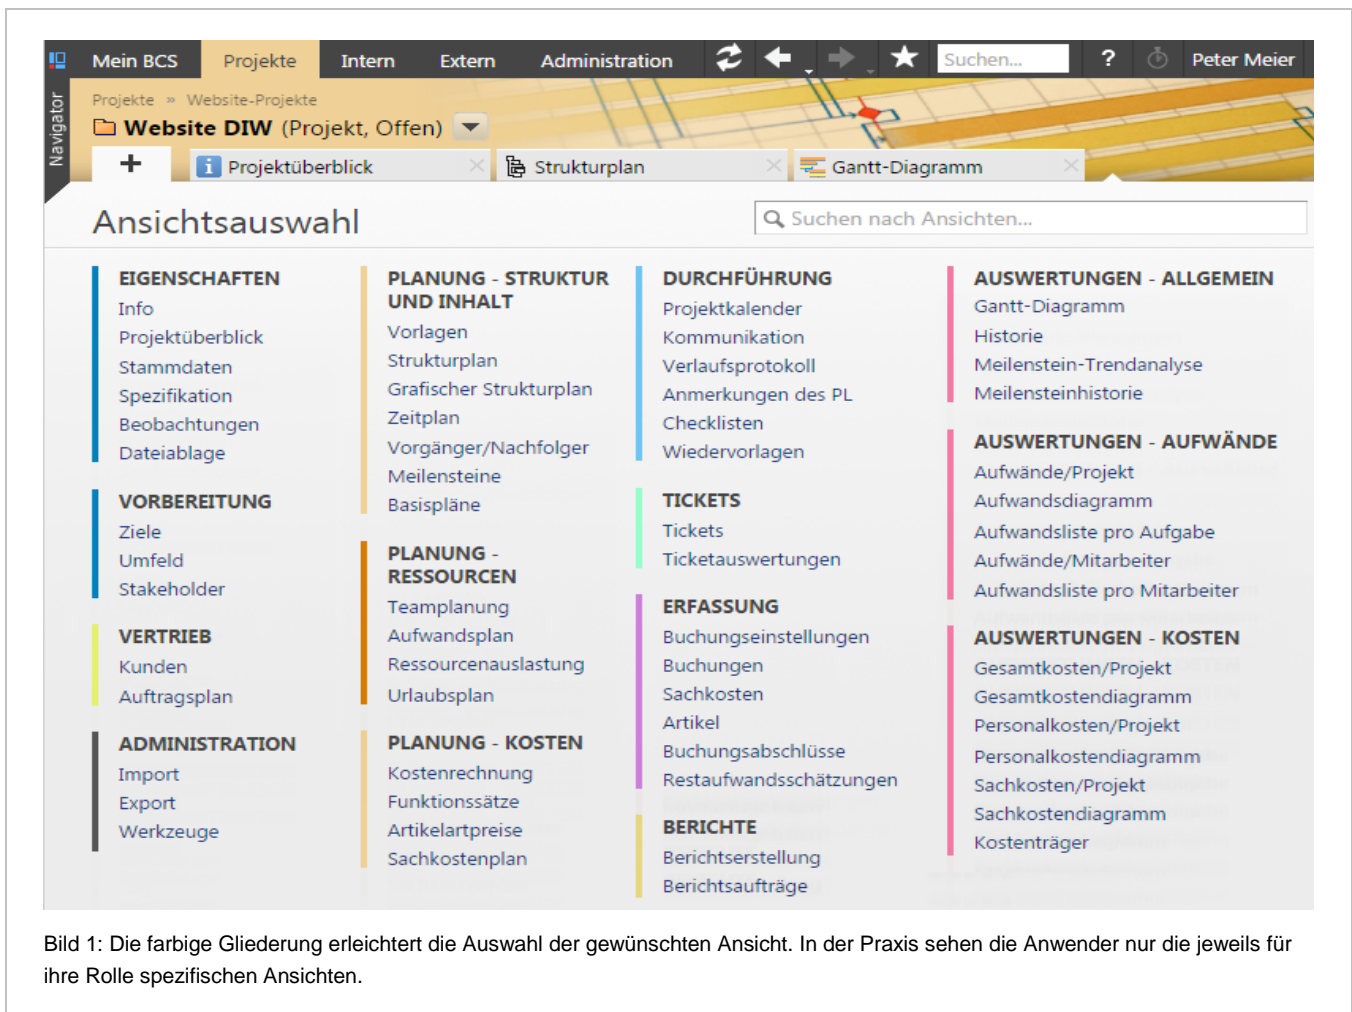 Mein BCS Projekte Intern Extern Administration Suchen... ? Peter Meier
Navigator
Projekte » Website-Projekte
Website DIW (Projekt, Offen)
+ Projektüberblick Strukturplan Gantt-Diagramm
Ansichtsauswahl
Suchen nach Ansichten...
EIGENSCHAFTEN
Info
Projektüberblick
Stammdaten
Spezifikation
Beobachtungen
Dateiablage
VORBEREITUNG
Ziele
Umfeld
Stakeholder
VERTRIEB
Kunden
Auftragsplan
ADMINISTRATION
Import
Export
Werkzeuge
PLANUNG - STRUKTUR
UND INHALT
Vorlagen
Strukturplan
Grafischer Strukturplan
Zeitplan
Vorgänger/Nachfolger
Meilensteine
Basispläne
PLANUNG -
RESSOURCEN
Teamplanung
Aufwandsplan
Ressourcenauslastung
Urlaubsplan
PLANUNG - KOSTEN
Kostenrechnung
Funktionssätze
Artikelartpreise
Sachkostenplan
DURCHFÜHRUNG
Projektkalender
Kommunikation
Verlaufsprotokoll
Anmerkungen des PL
Checklisten
Wiedervorlagen
TICKETS
Tickets
Ticketauswertungen
ERFASSUNG
Buchungseinstellungen
Buchungen
Sachkosten
Artikel
Buchungsabschlüsse
Restaufwandsschätzungen
BERICHTE
Berichtserstellung
Berichtsaufträge
AUSWERTUNGEN - ALLGEMEIN
Gantt-Diagramm
Historie
Meilenstein-Trendanalyse
Meilensteinhistorie
AUSWERTUNGEN - AUFWÄNDE
Aufwände/Projekt
Aufwandsdiagramm
Aufwandsliste pro Aufgabe
Aufwände/Mitarbeiter
Aufwandsliste pro Mitarbeiter
AUSWERTUNGEN - KOSTEN
Gesamtkosten/Projekt
Gesamtkostendiagramm
Personalkosten/Projekt
Personalkostendiagramm
Sachkosten/Projekt
Sachkostendiagramm
Kostenträger
Bild 1: Die farbige Gliederung erleichtert die Auswahl der gewünschten Ansicht. In der Praxis sehen die Anwender nur die jeweils für
ihre Rolle spezifischen Ansichten.